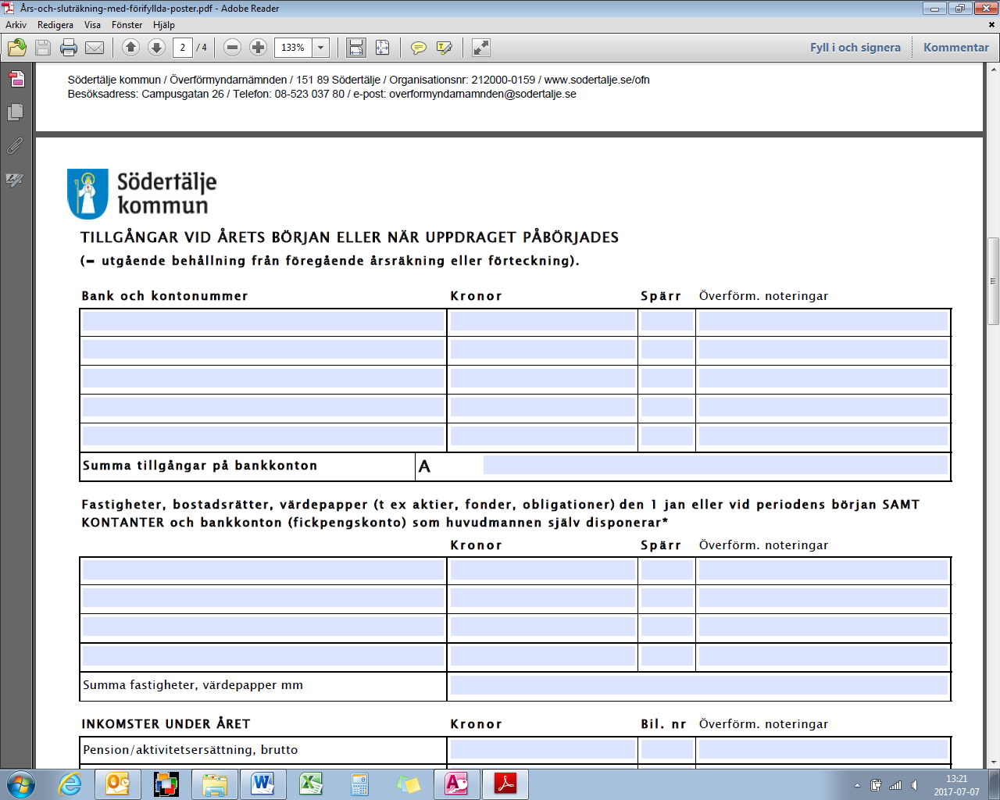 Års-och-sluträkning-med-förifyllda-poster.pdf - Adobe Reader
Arkiv Redigera Visa Fönster Hjälp
2 / 4 133% Fyll i och signera Kommentar
Södertälje kommun / Överförmyndarnämnden / 151 89 Södertälje / Organisationsnr: 212000-0159 / www.sodertalje.se/ofn
Besöksadress: Campusgatan 26 / Telefon: 08-523 037 80 / e-post: overformyndarnamnden@sodertalje.se
Södertälje
kommun
TILLGÅNGAR VID ÅRETS BÖRJAN ELLER NÄR UPPDRAGET PÅBÖRJADES
(= utgående behållning från föregående årsräkning eller förteckning).
Bank och kontonummer Kronor Spärr Överförm. noteringar
Summa tillgångar på bankkonton A
Fastigheter, bostadsrätter, värdepapper (t ex aktier, fonder, obligationer) den 1 jan eller vid periodens början SAMT
KONTANTER och bankkonton (fickpengskonto) som huvudmannen själv disponerar*
Kronor Spärr Överförm. noteringar
Summa fastigheter, värdepapper mm
INKOMSTER UNDER ÅRET Kronor Bil. nr Överförm. noteringar
Pension/aktivitetsersättning, brutto
13:21
2017-07-07